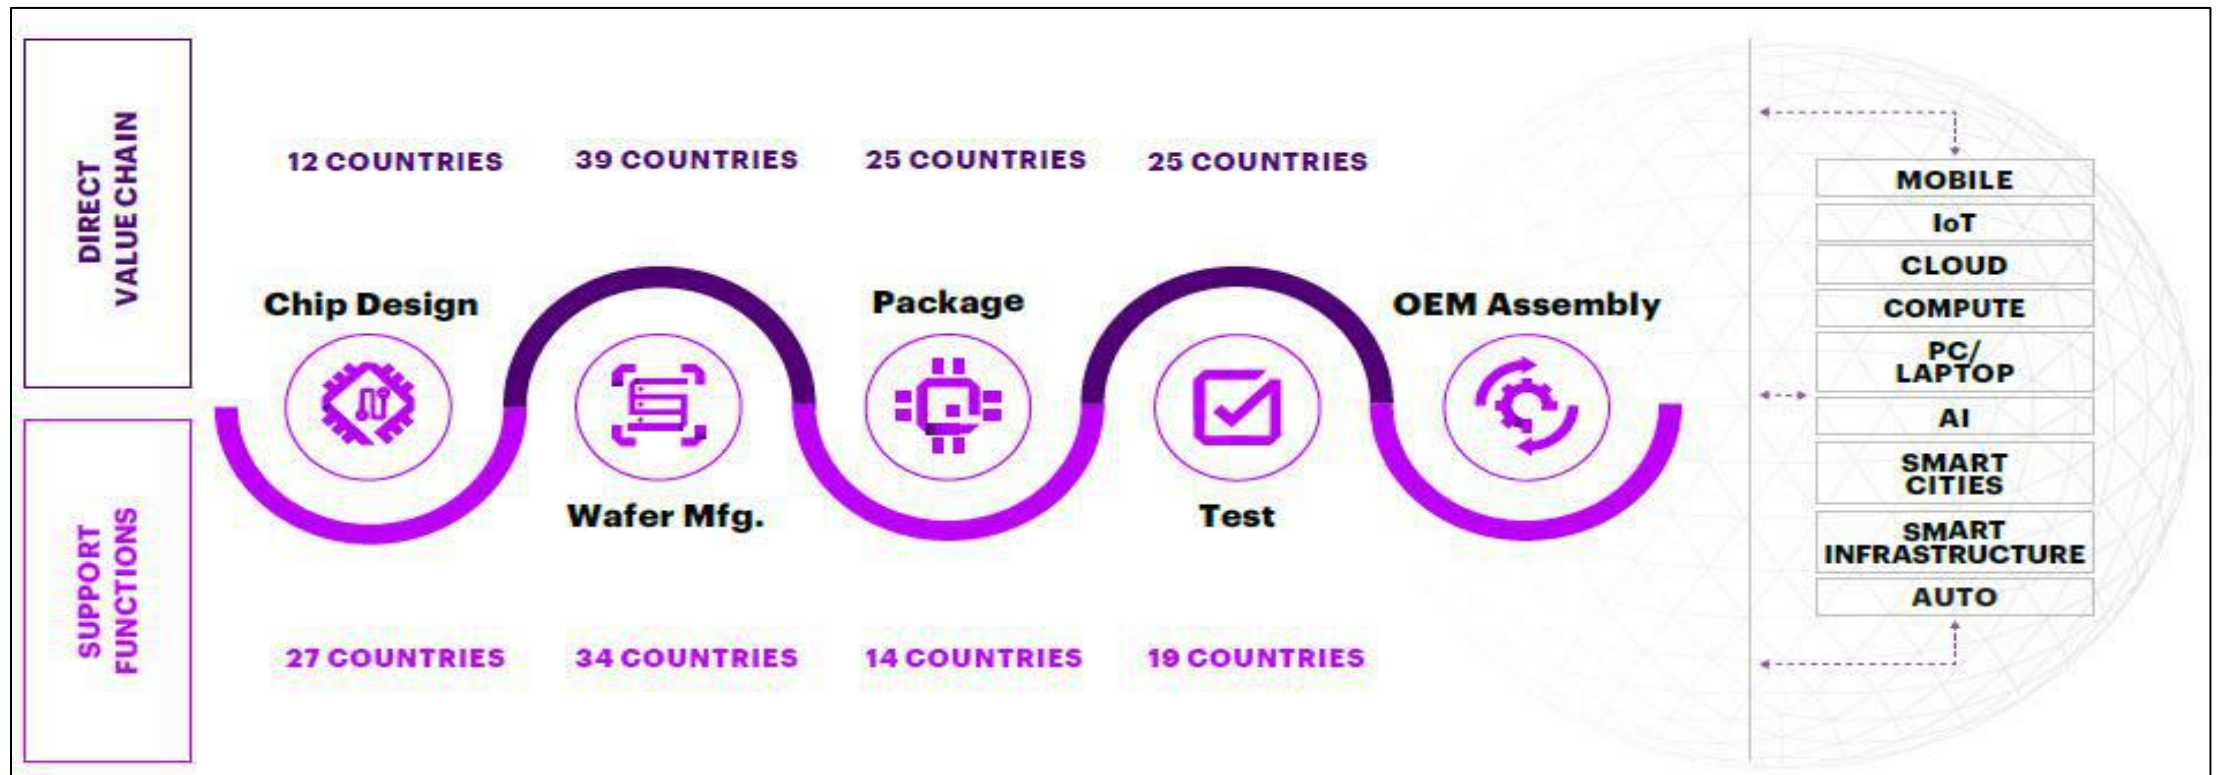 DIRECT
VALUE CHAIN
12 COUNTRIES
39 COUNTRIES
25 COUNTRIES
25 COUNTRIES
Chip Design
Wafer Mfg.
Package
Test
OEM Assembly
SUPPORT
FUNCTIONS
27 COUNTRIES
34 COUNTRIES
14 COUNTRIES
19 COUNTRIES
MOBILE
IoT
CLOUD
COMPUTE
PC/
LAPTOP
AI
SMART
CITIES
SMART
INFRASTRUCTURE
AUTO